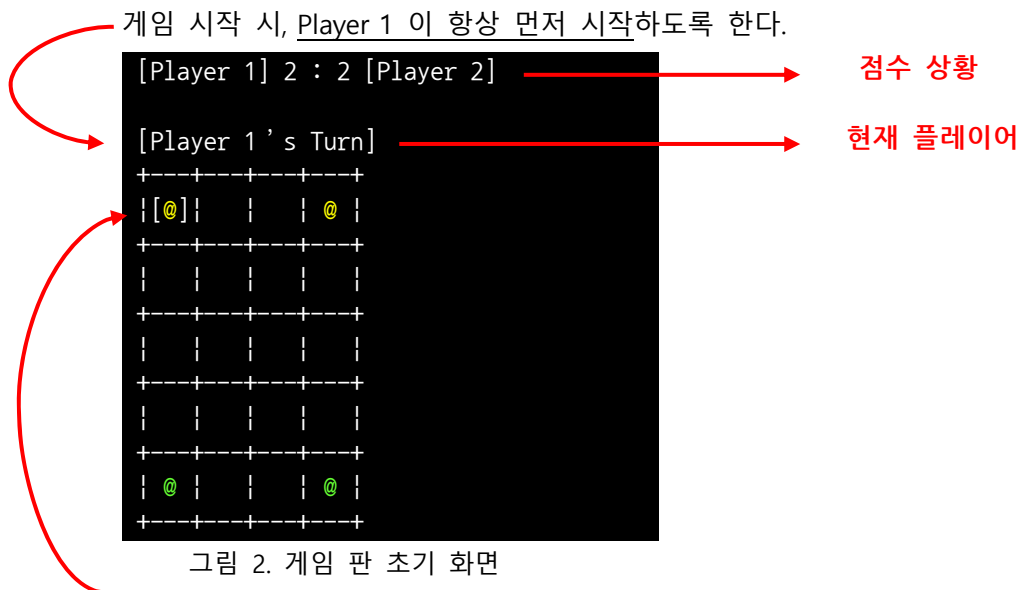 게임 시작 시, Player 1 이 항상 먼저 시작하도록 한다.
[Player 1] 2 : 2 [Player 2]
점수 상황
[Player 1 ’ s Turn]
현재 플레이어
+---+---+---+---+
¦[@]¦   ¦   ¦ @ ¦
+---+---+---+---+
¦   ¦   ¦   ¦   ¦
+---+---+---+---+
¦   ¦   ¦   ¦   ¦
+---+---+---+---+
¦   ¦   ¦   ¦   ¦
+---+---+---+---+
¦ @ ¦   ¦   ¦ @ ¦
+---+---+---+---+
그림 2. 게임 판 초기 화면